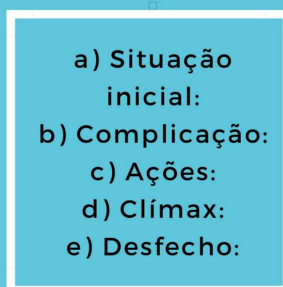 a) Situação
inicial:
b) Complicação:
c) Ações:
d) Clímax:
e) Desfecho: